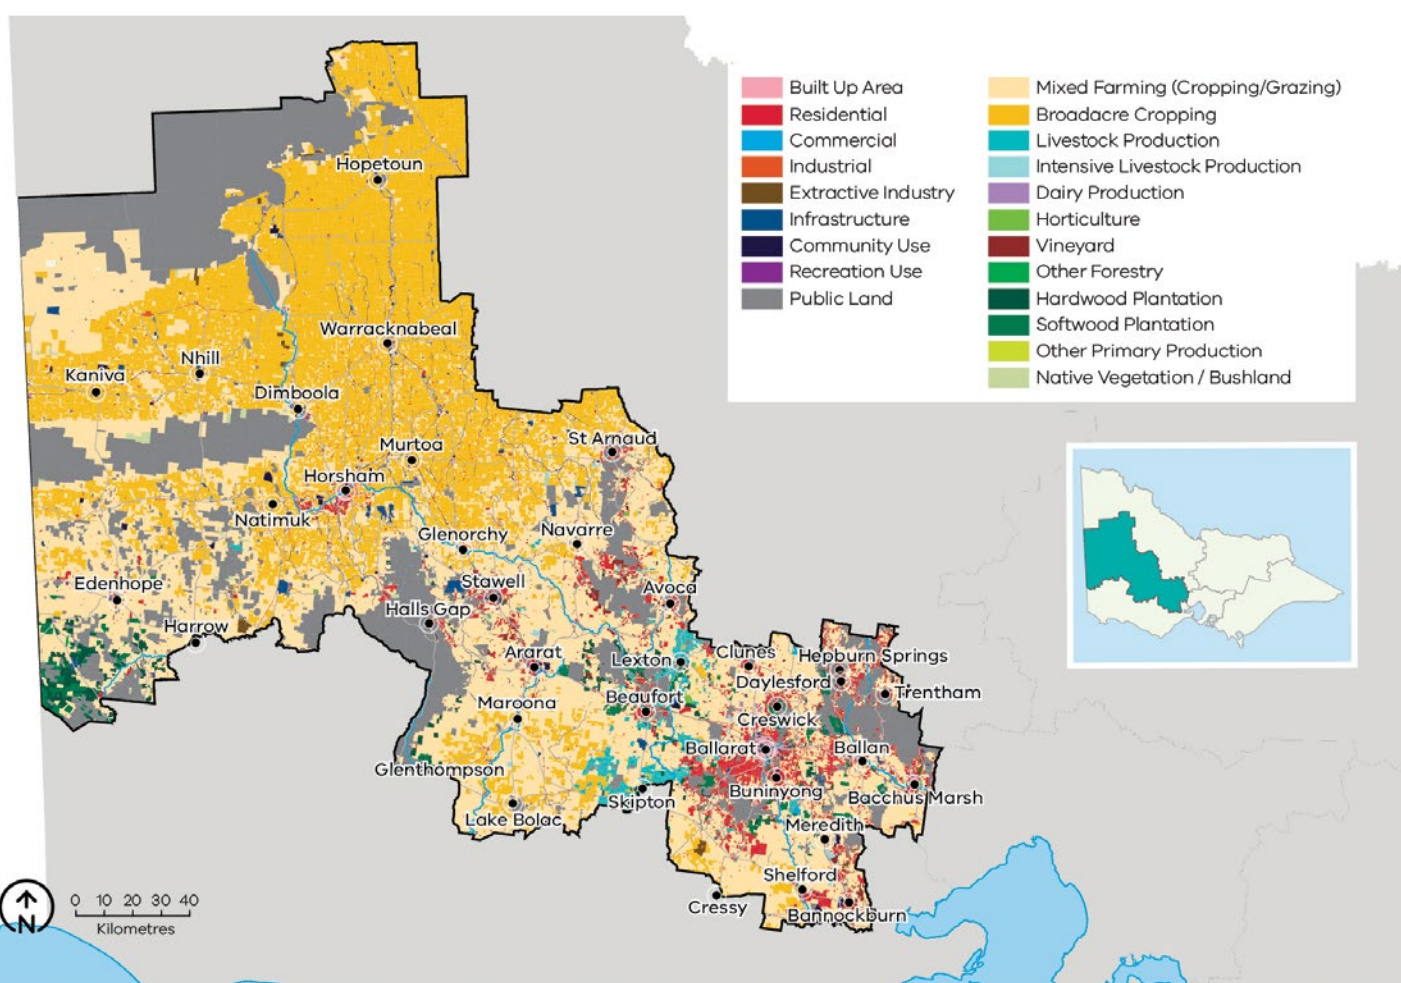 Built Up Area
Residential
Commercial
Industrial
Extractive Industry
Infrastructure
Community Use
Recreation Use
Public Land
Mixed Farming (Cropping/Grazing)
Broadacre Cropping
Livestock Production
Intensive Livestock Production
Dairy Production
Horticulture
Vineyard
Other Forestry
Hardwood Plantation
Softwood Plantation
Other Primary Production
Native Vegetation / Bushland
Hopetoun
Warracknabeal
Nhill
Kaniva
Dimboola
St Arnaud
Murtoa
Horsham
Natimuk
Glenorchy
Navarre
Edenhope
Stawell
Avoca
Halls Gap
Harrow
Ararat
Lexton
Clunes
Hepburn Springs
Daylesford
Trentham
Beaufort
Maroona
Creswick
Ballarat
Ballan
Glenthompson
Buninyong
Bacchus Marsh
Skipton
Lake Bolac
Meredith
Shelford
Cressy
Bannockburn
N
0 10 20 30 40
Kilometres